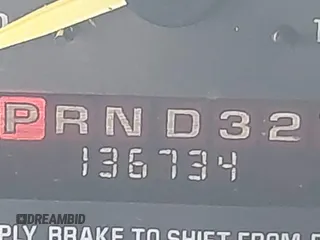 PRND32
136734
PLY BRAKE TO SHIFT FROM
DREAMBID